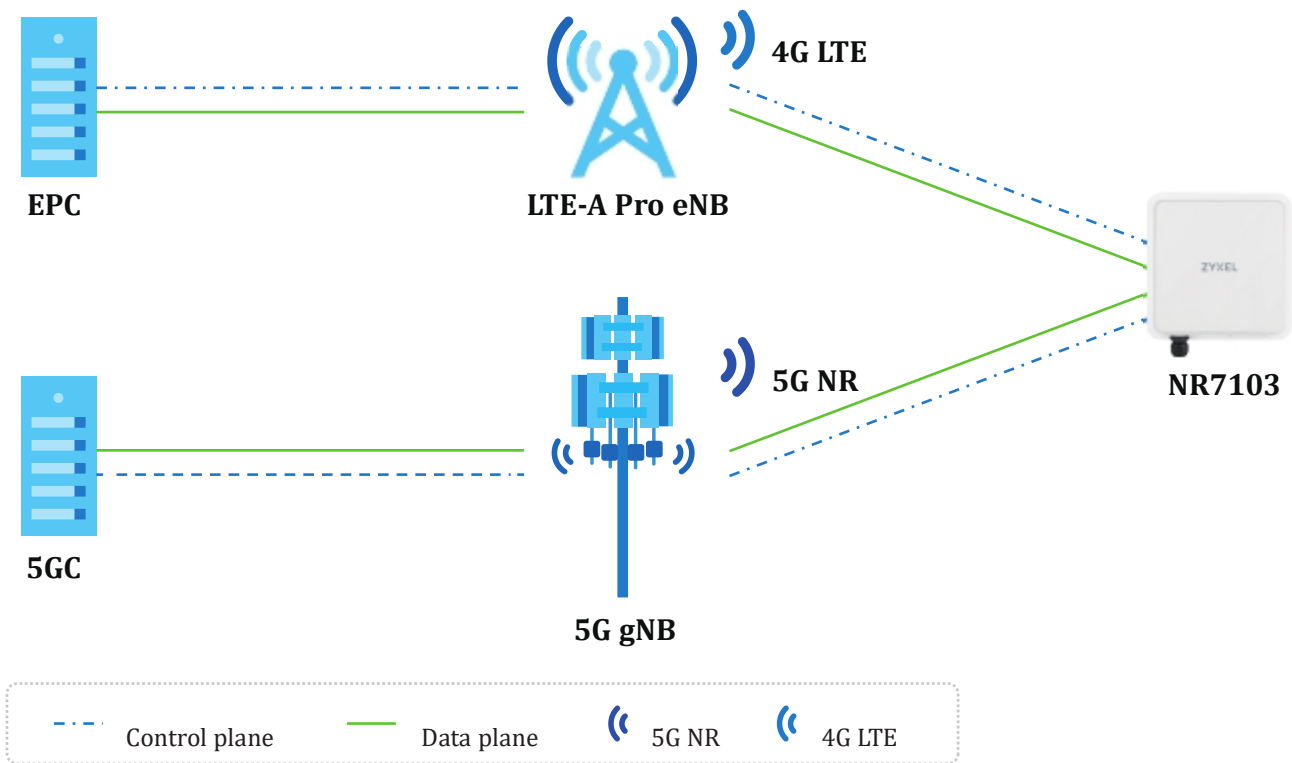 4G LTE
EPC
LTE-A Pro eNB
ZYXEL
NR7103
5G NR
5GC
5G gNB
Control plane
Data plane
5G NR
4G LTE